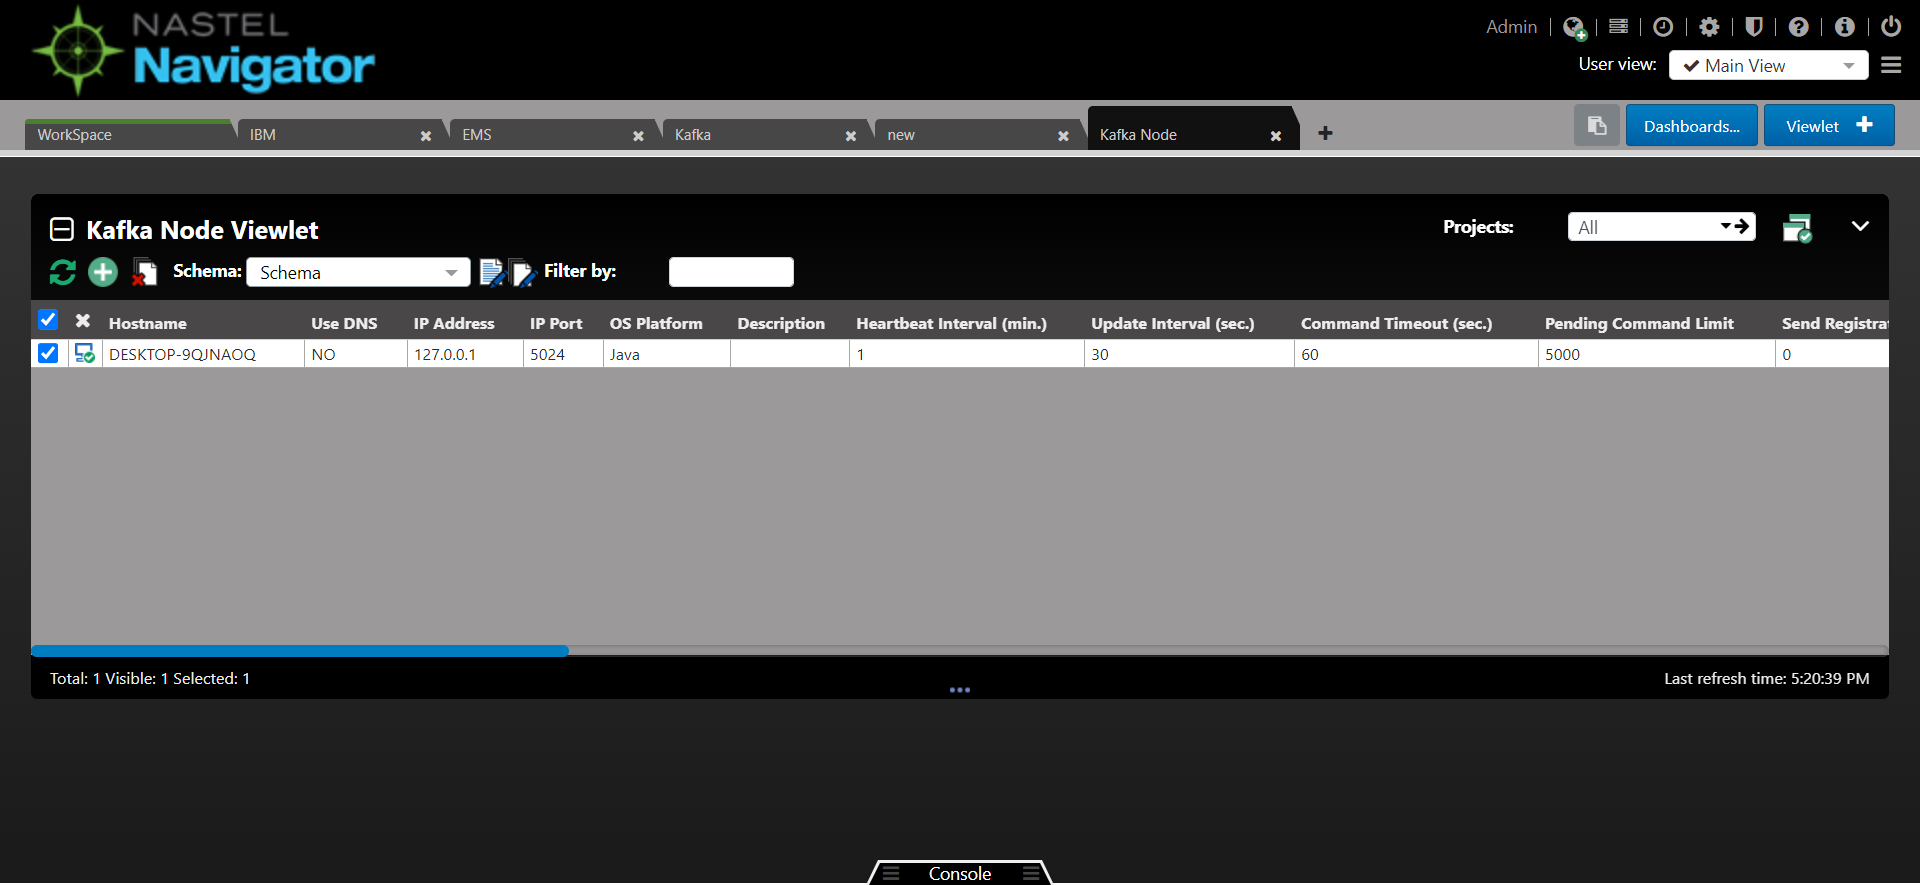 NASTEL
Navigator
Admin
User view: Main View
WorkSpace IBM EMS Kafka new Kafka Node
Dashboards... Viewlet
Kafka Node Viewlet
Projects: All
Schema: Schema Filter by:
Hostname Use DNS IP Address IP Port OS Platform Description Heartbeat Interval (min.) Update Interval (sec.) Command Timeout (sec.) Pending Command Limit Send Registrat
DESKTOP-9QJNAOQ NO 127.0.0.1 5024 Java 1 30 60 5000 0
Total: 1 Visible: 1 Selected: 1
Last refresh time: 5:20:39 PM
Console